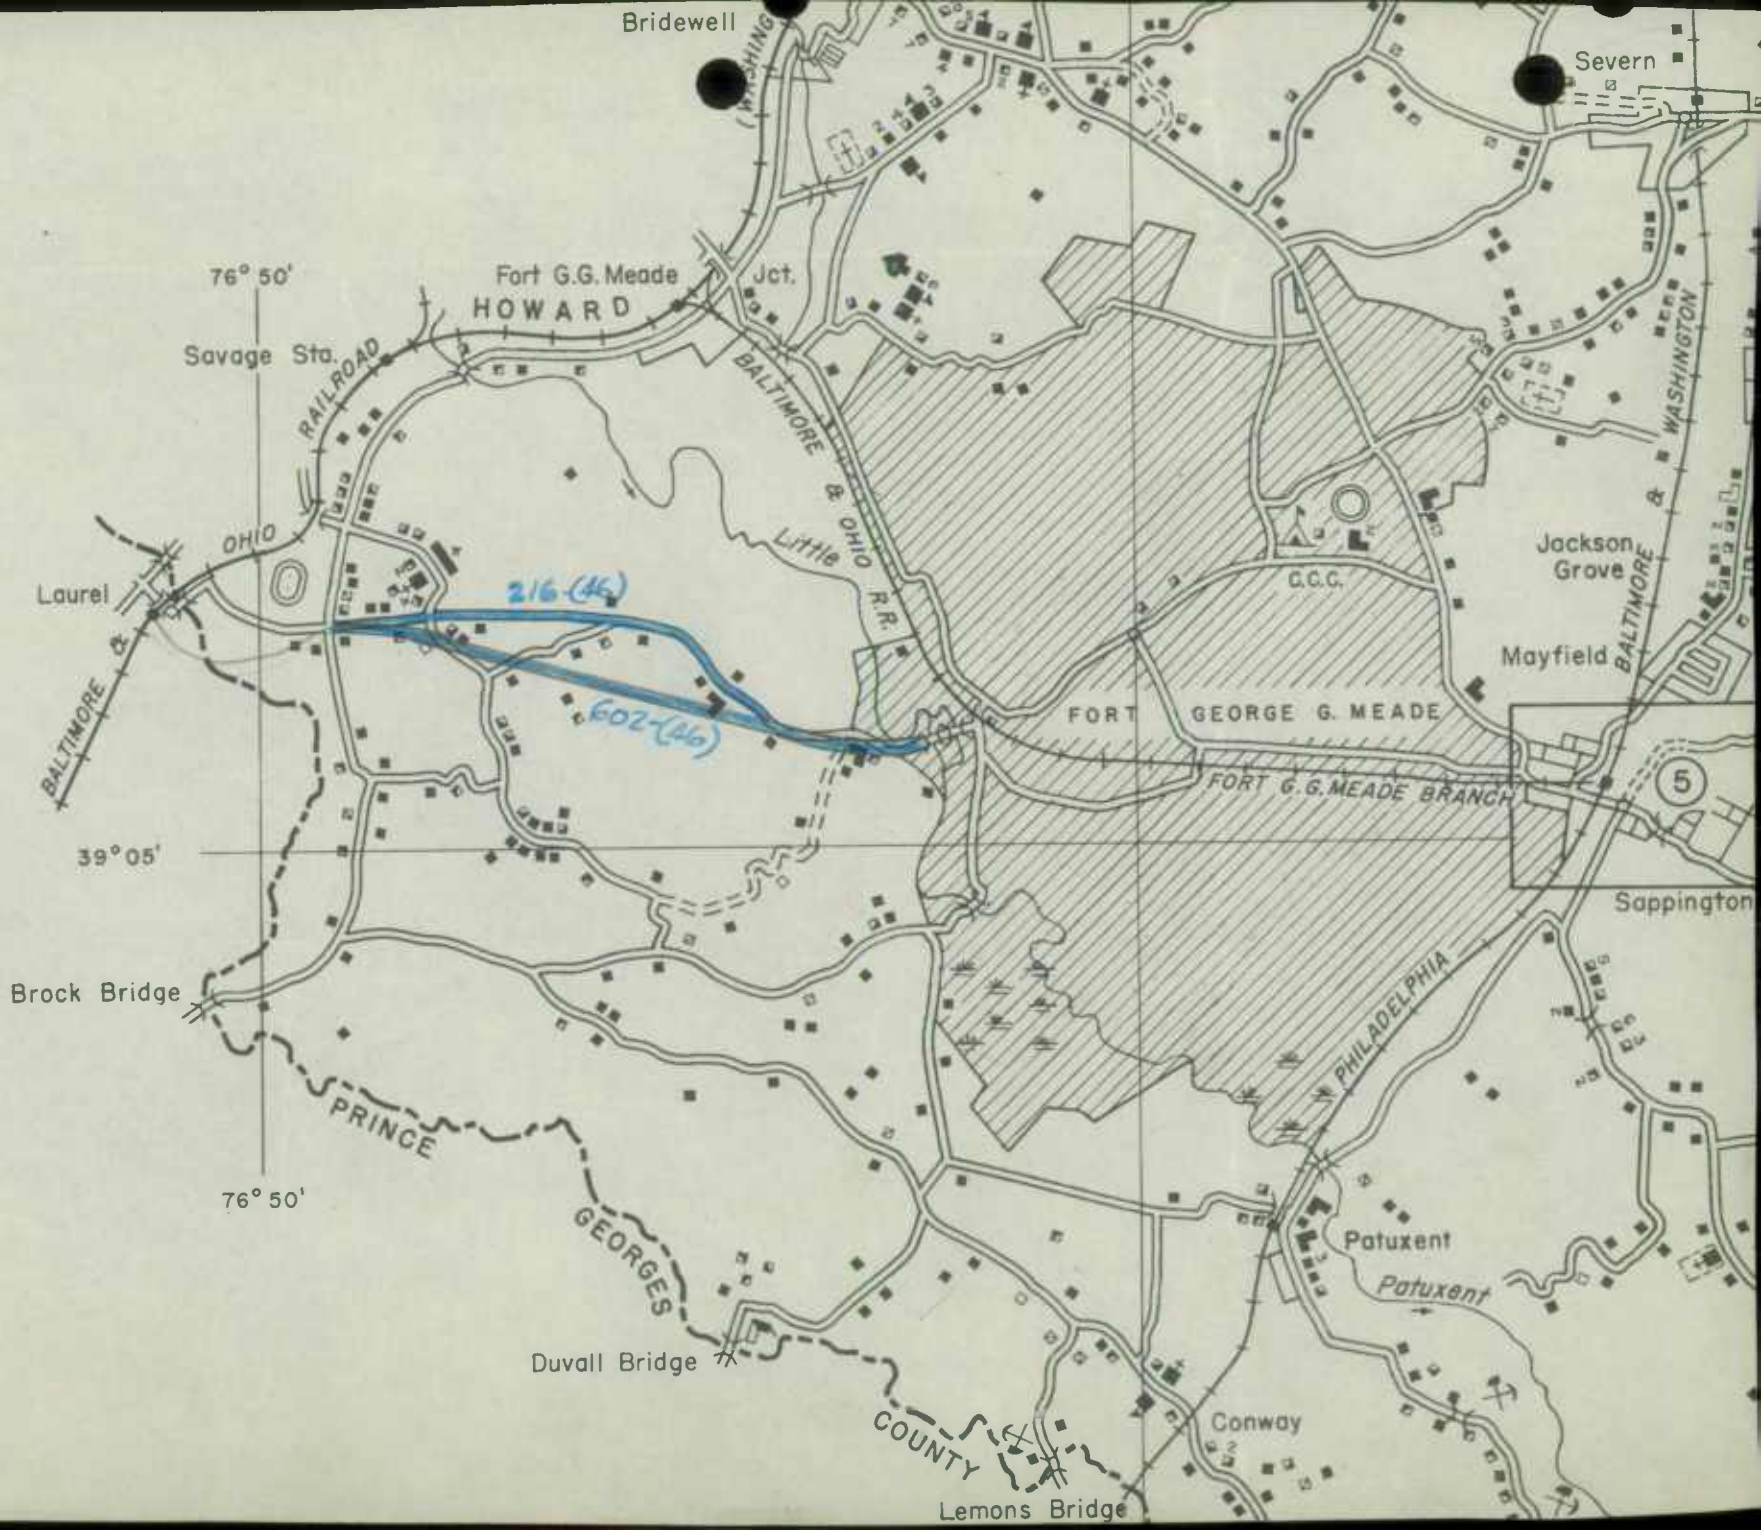 Bridewell
(WASHING
Severn
76° 50'
Fort G.G. Meade Jct.
HOWARD
Savage Sta.
RAILROAD
BALTIMORE & OHIO R.R.
WASHINGTON
OHIO
Laurel
216-(46)
Little
Jackson
Grove
C.C.C.
BALTIMORE &
Mayfield
BALTIMORE &
602-(46)
FORT GEORGE G. MEADE
FORT G.G. MEADE BRANCH
5
39° 05'
Sappington
Brock Bridge
PHILADELPHIA
PRINCE
76° 50'
GEORGES
Patuxent
Patuxent
Duvall Bridge
COUNTY
Conway
Lemons Bridge